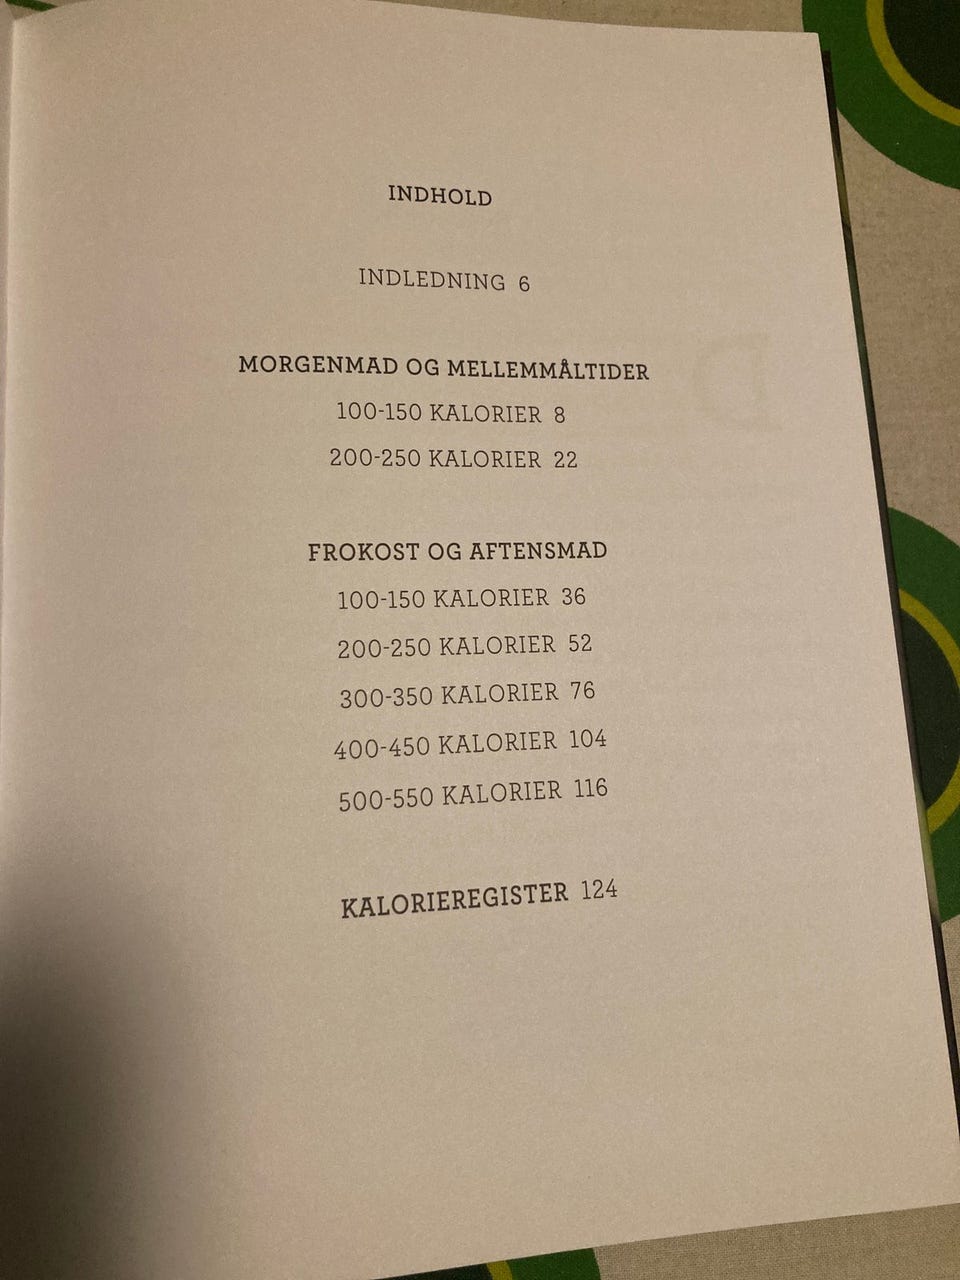 INDHOLD
INDLEDNING 6
MORGENMAD OG MELLEMMÅLTIDER
100-150 KALORIER 8
200-250 KALORIER 22
FROKOST OG AFTENSMAD
100-150 KALORIER 36
200-250 KALORIER 52
300-350 KALORIER 76
400-450 KALORIER 104
500-550 KALORIER 116
KALORIEREGISTER 124